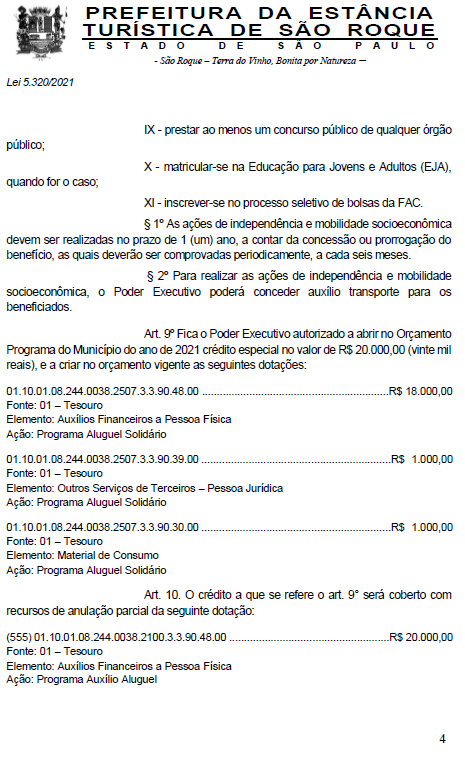 PREFEITURA DA ESTÂNCIA
TURÍSTICA DE SÃO ROQUE
ESTADO DE SÃO PAULO
- São Roque – Terra do Vinho, Bonita por Natureza –
Lei 5.320/2021
IX - prestar ao menos um concurso público de qualquer órgão
público;
X - matricular-se na Educação para Jovens e Adultos (EJA),
quando for o caso;
XI - inscrever-se no processo seletivo de bolsas da FAC.
§ 1º As ações de independência e mobilidade socioeconômica
devem ser realizadas no prazo de 1 (um) ano, a contar da concessão ou prorrogação do
benefício, as quais deverão ser comprovadas periodicamente, a cada seis meses.
§ 2º Para realizar as ações de independência e mobilidade
socioeconômica, o Poder Executivo poderá conceder auxílio transporte para os
beneficiados.
Art. 9º Fica o Poder Executivo autorizado a abrir no Orçamento
Programa do Município do ano de 2021 crédito especial no valor de R$ 20.000,00 (vinte mil
reais), e a criar no orçamento vigente as seguintes dotações:
01.10.01.08.244.0038.2507.3.3.90.48.00 ................................................................R$ 18.000,00
Fonte: 01 – Tesouro
Elemento: Auxílios Financeiros a Pessoa Física
Ação: Programa Aluguel Solidário
01.10.01.08.244.0038.2507.3.3.90.39.00 .................................................................R$ 1.000,00
Fonte: 01 – Tesouro
Elemento: Outros Serviços de Terceiros – Pessoa Jurídica
Ação: Programa Aluguel Solidário
01.10.01.08.244.0038.2507.3.3.90.30.00 .................................................................R$ 1.000,00
Fonte: 01 – Tesouro
Elemento: Material de Consumo
Ação: Programa Aluguel Solidário
Art. 10. O crédito a que se refere o art. 9° será coberto com
recursos de anulação parcial da seguinte dotação:
(555) 01.10.01.08.244.0038.2100.3.3.90.48.00 .......................................................R$ 20.000,00
Fonte: 01 – Tesouro
Elemento: Auxílios Financeiros a Pessoa Física
Ação: Programa Auxílio Aluguel
4